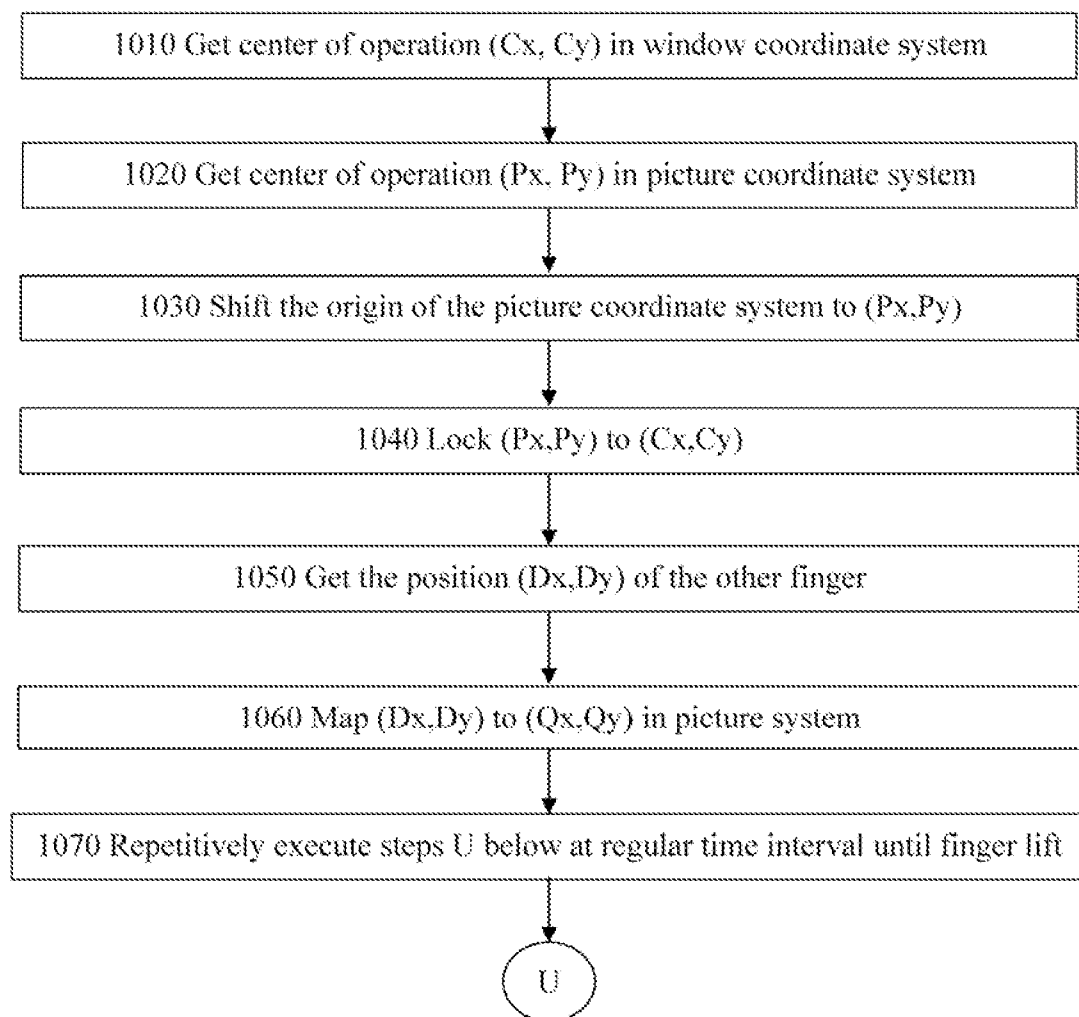 1010 Get center of operation (Cx, Cy) in window coordinate system
1020 Get center of operation (Px, Py) in picture coordinate system
1030 Shift the origin of the picture coordinate system to (Px,Py)
1040 Lock (Px,Py) to (Cx,Cy)
1050 Get the position (Dx,Dy) of the other finger
1060 Map (Dx,Dy) to (Qx,Qy) in picture system
1070 Repetitively execute steps U below at regular time interval until finger lift
U